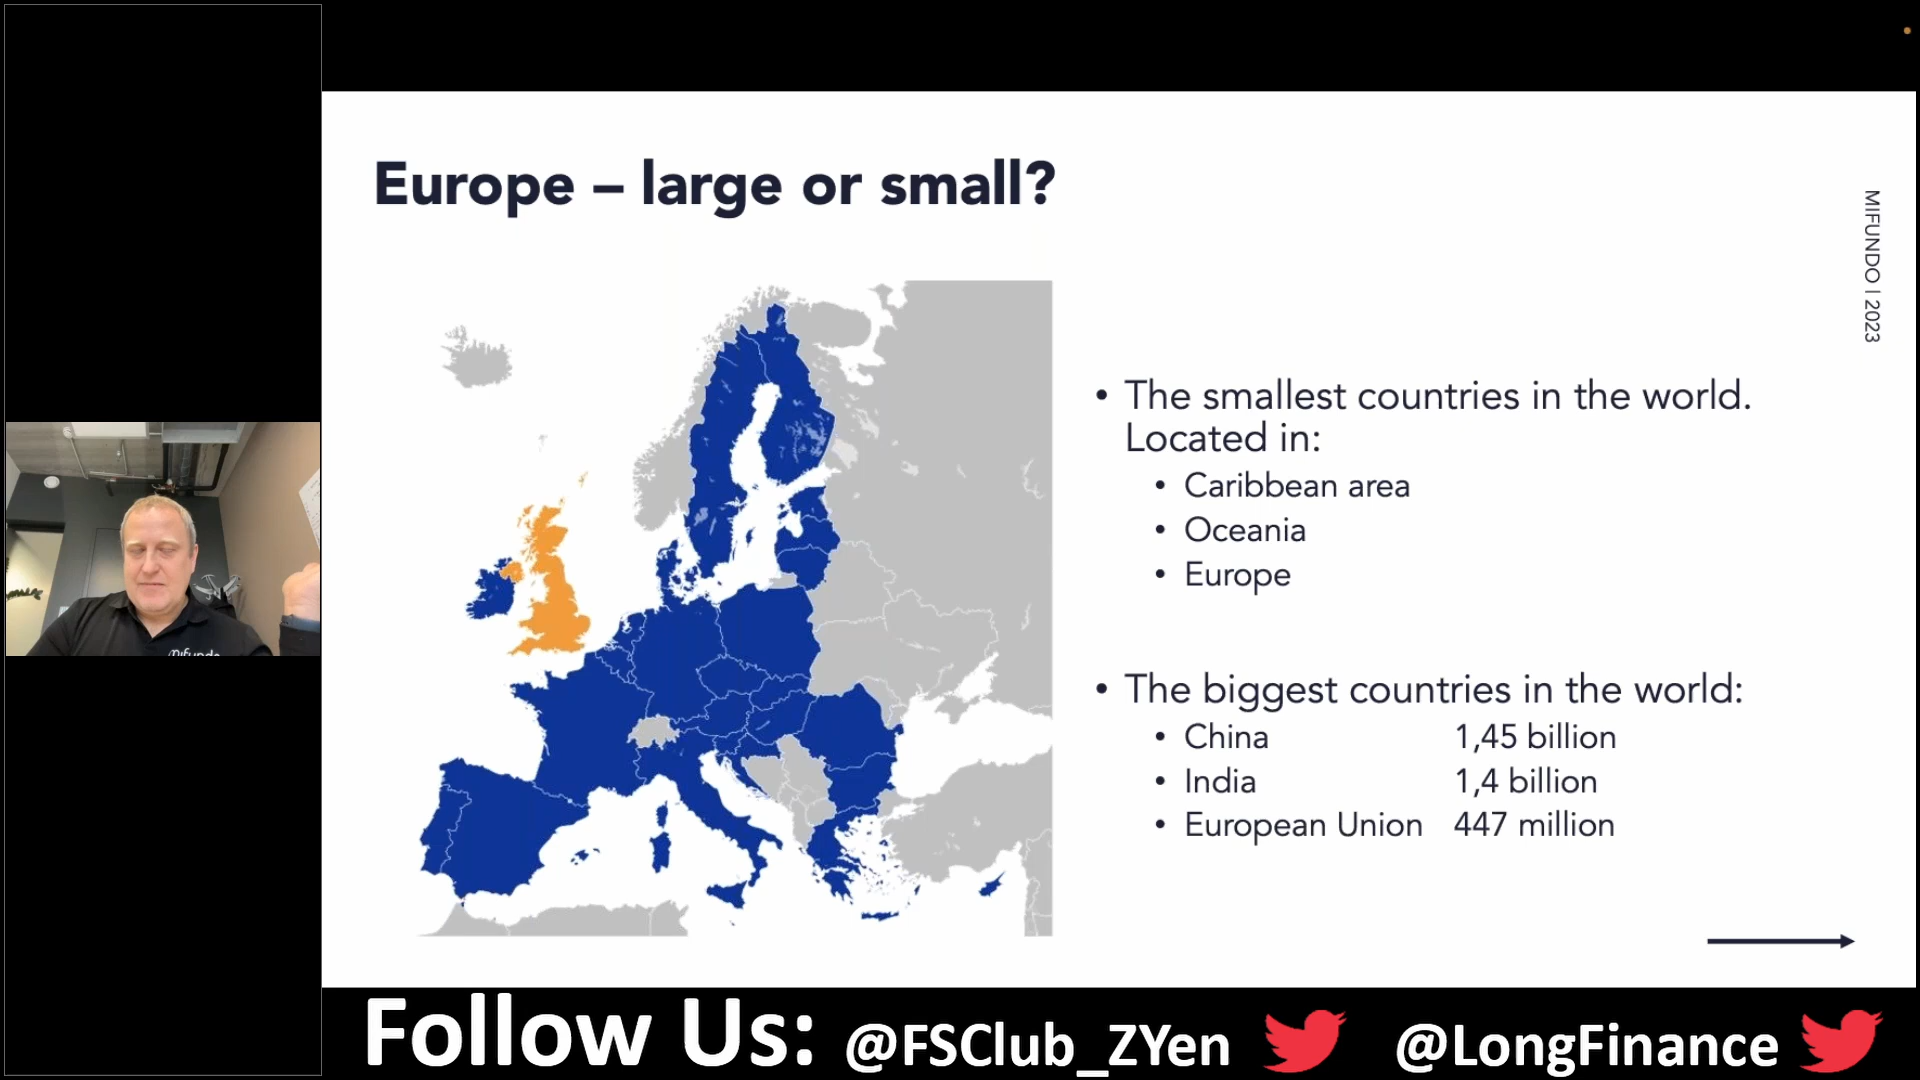 Europe – large or small?
MIFUNDO | 2023
• The smallest countries in the world.
Located in:
• Caribbean area
• Oceania
• Europe
• The biggest countries in the world:
• China 1,45 billion
• India 1,4 billion
• European Union 447 million
mifundo
Follow Us: @FSClub_ZYen @LongFinance